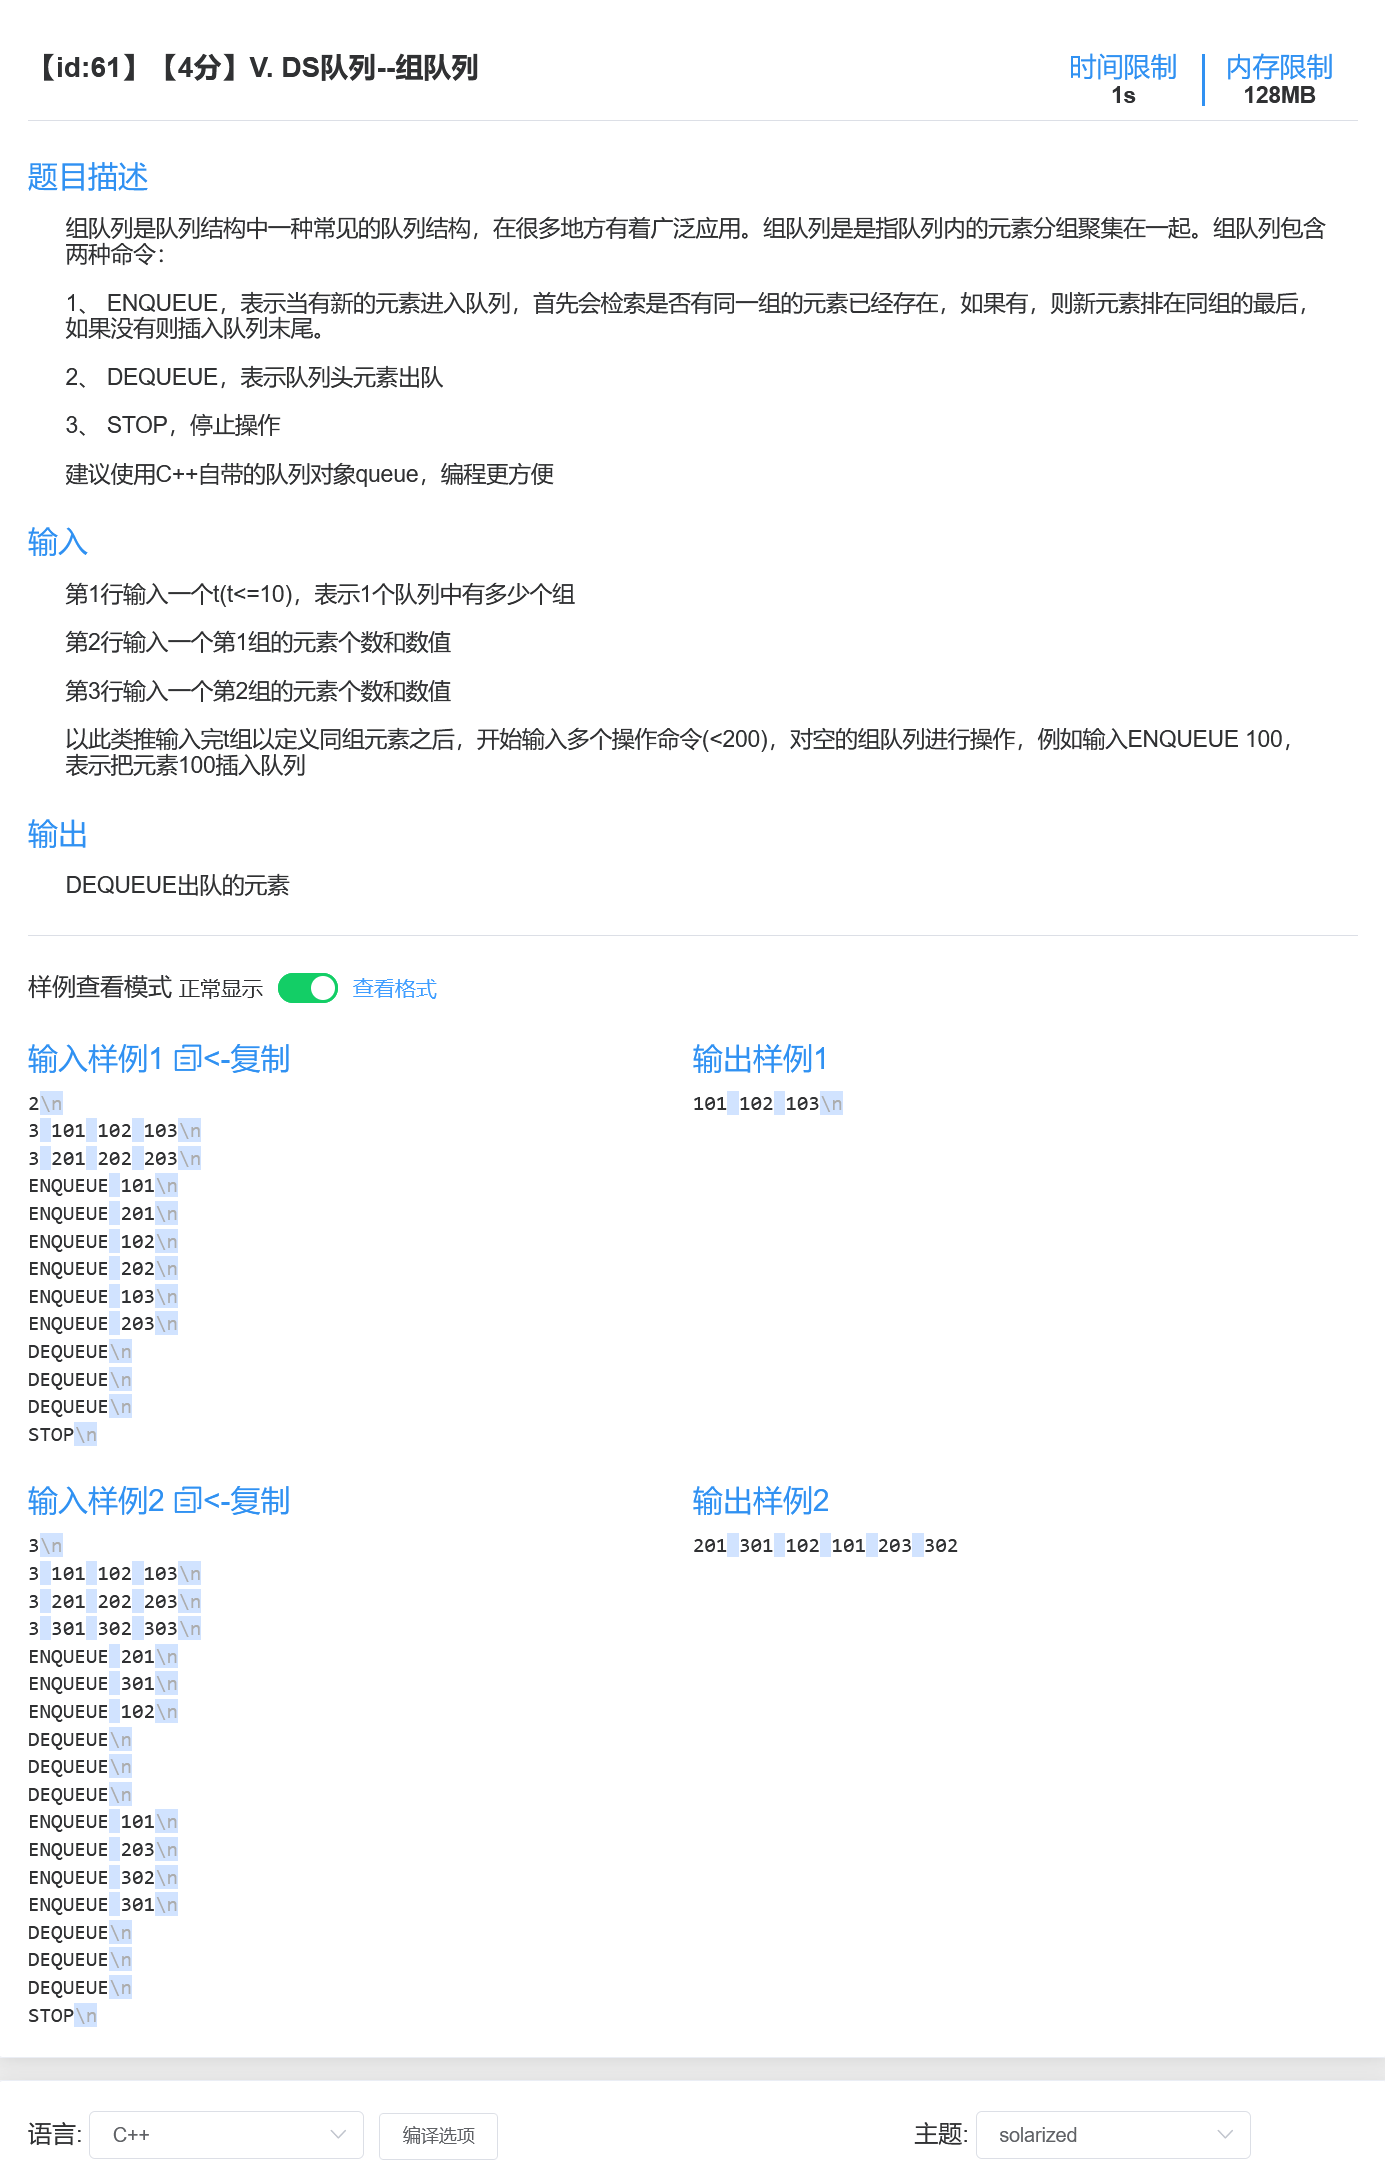 【id:61】【4分】V. DS队列--组队列
时间限制
1s
内存限制
128MB
题目描述
组队列是队列结构中一种常见的队列结构，在很多地方有着广泛应用。组队列是是指队列内的元素分组聚集在一起。组队列包含
两种命令：
1、 ENQUEUE，表示当有新的元素进入队列，首先会检索是否有同一组的元素已经存在，如果有，则新元素排在同组的最后，
如果没有则插入队列末尾。
2、 DEQUEUE，表示队列头元素出队
3、 STOP，停止操作
建议使用C++自带的队列对象queue，编程更方便
输入
第1行输入一个t(t<=10)，表示1个队列中有多少个组
第2行输入一个第1组的元素个数和数值
第3行输入一个第2组的元素个数和数值
以此类推输入完t组以定义同组元素之后，开始输入多个操作命令(<200)，对空的组队列进行操作，例如输入ENQUEUE 100，
表示把元素100插入队列
输出
DEQUEUE出队的元素
样例查看模式 正常显示 查看格式
输入样例1 <-复制
2\n
3 101 102 103\n
3 201 202 203\n
ENQUEUE 101\n
ENQUEUE 201\n
ENQUEUE 102\n
ENQUEUE 202\n
ENQUEUE 103\n
ENQUEUE 203\n
DEQUEUE\n
DEQUEUE\n
DEQUEUE\n
STOP\n
输出样例1
101 102 103\n
输入样例2 <-复制
3\n
3 101 102 103\n
3 201 202 203\n
3 301 302 303\n
ENQUEUE 201\n
ENQUEUE 301\n
ENQUEUE 102\n
DEQUEUE\n
DEQUEUE\n
DEQUEUE\n
ENQUEUE 101\n
ENQUEUE 203\n
ENQUEUE 302\n
ENQUEUE 301\n
DEQUEUE\n
DEQUEUE\n
DEQUEUE\n
STOP\n
输出样例2
201 301 102 101 203 302
语言: C++ 编译选项 主题: solarized